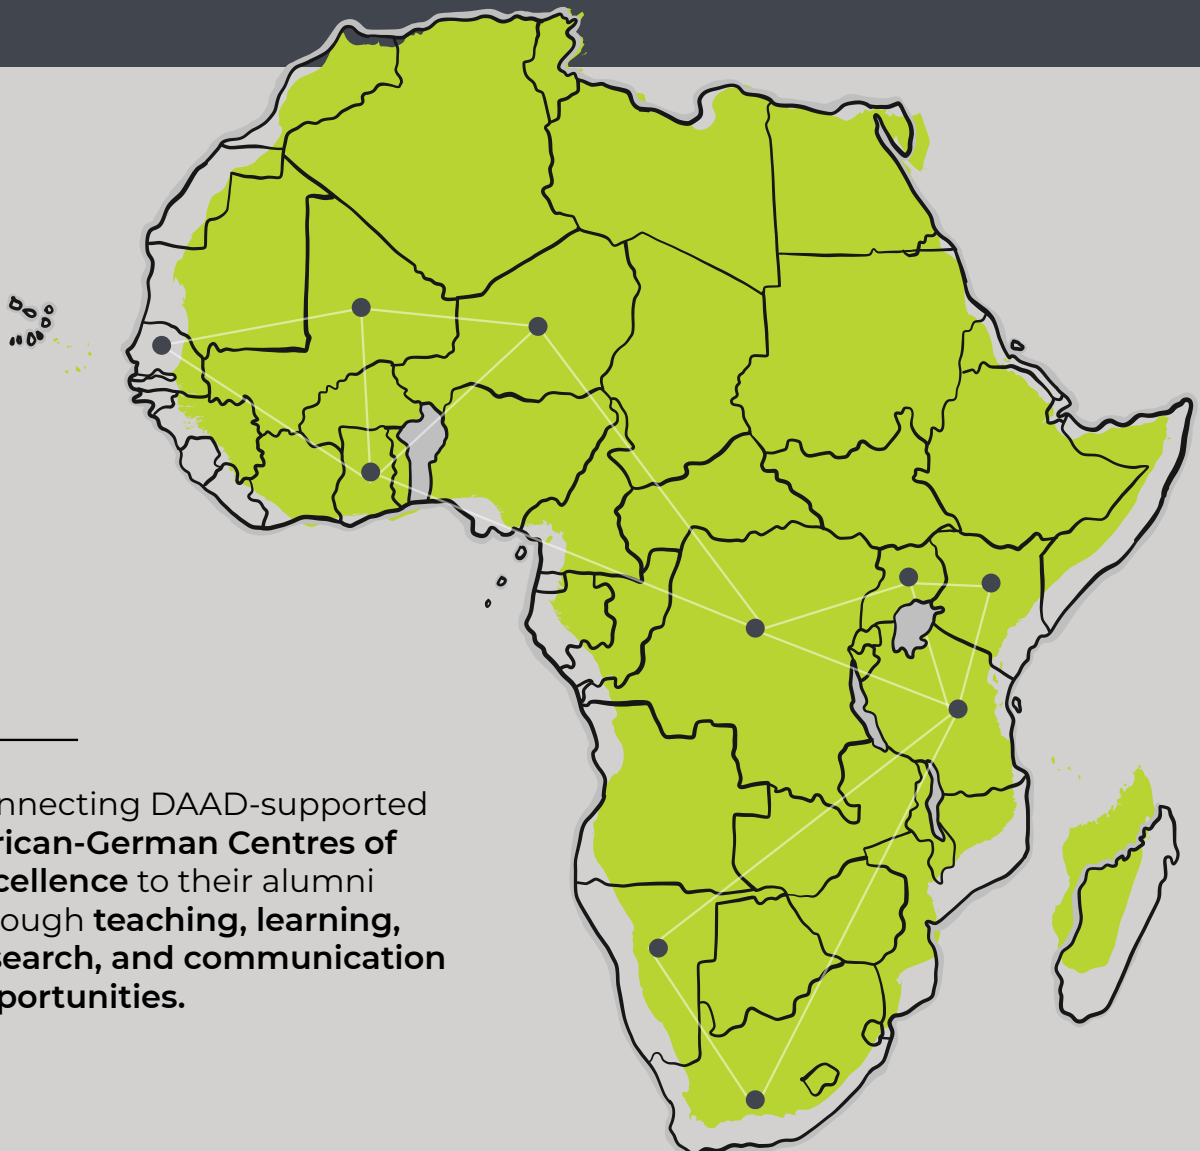 nnecting DAAD-supported
rican-German Centres of
cellence to their alumni
ough teaching, learning,
search, and communication
portunities.